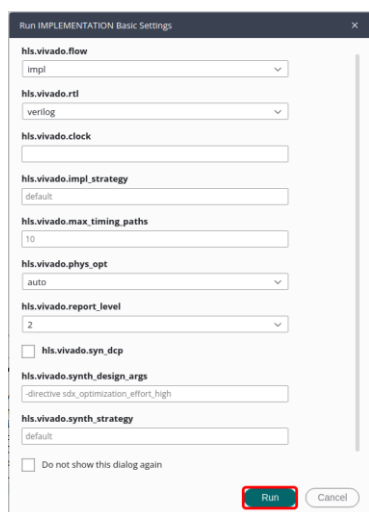 Run IMPLEMENTATION Basic Settings
hls.vivado.flow
impl
hls.vivado.rtl
verilog
hls.vivado.clock
hls.vivado.impl_strategy
default
hls.vivado.max_timing_paths
10
hls.vivado.phys_opt
auto
hls.vivado.report_level
2
hls.vivado.syn_dcp
hls.vivado.synth_design_args
-directive sdx_optimization_effort_high
hls.vivado.synth_strategy
default
Do not show this dialog again
Run Cancel